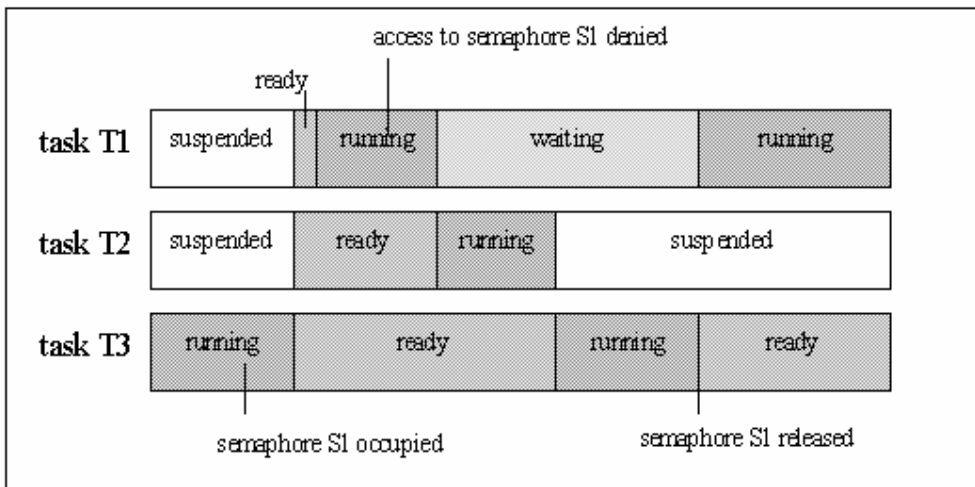 access to semaphore S1 denied
ready
task T1 suspended running waiting running
task T2 suspended ready running suspended
task T3 running ready running ready
semaphore S1 occupied semaphore S1 released